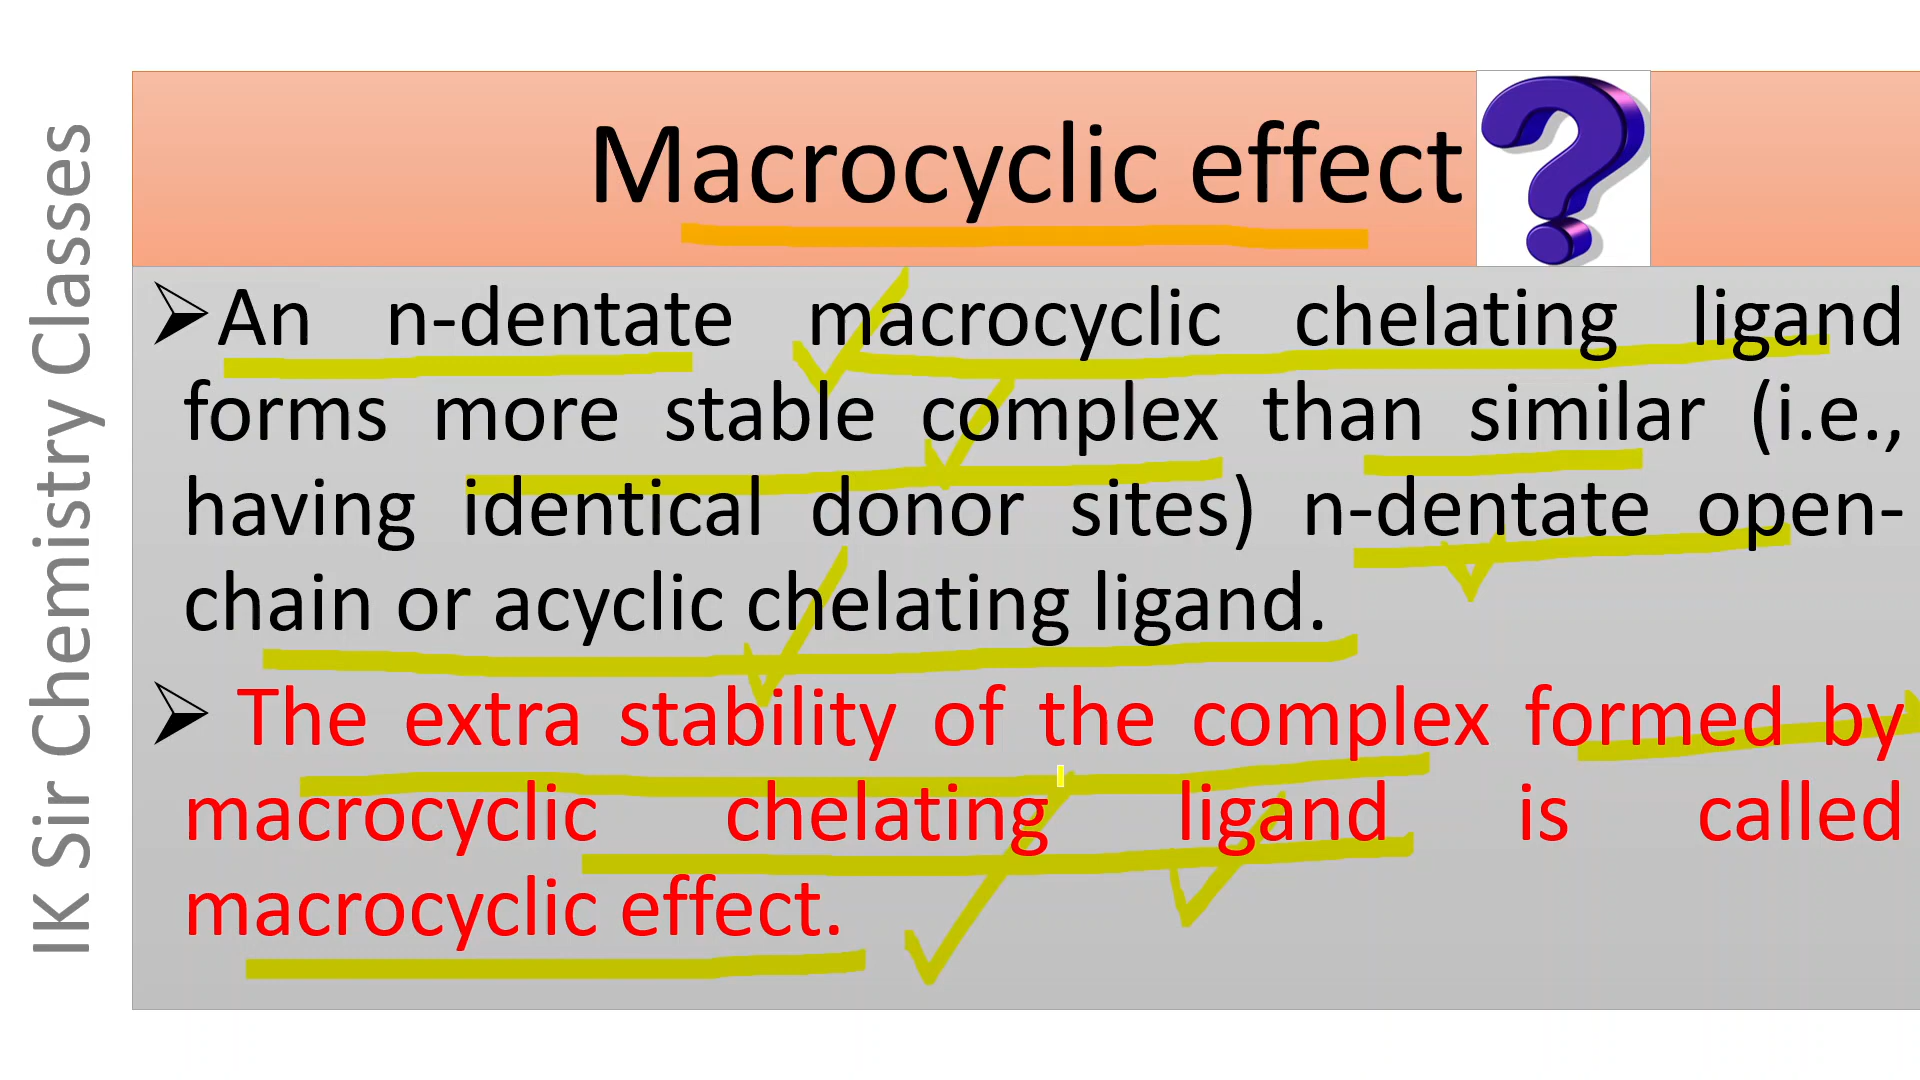 IK Sir Chemistry Classes
Macrocyclic effect
➢An n-dentate macrocyclic chelating ligand
forms more stable complex than similar (i.e.,
having identical donor sites) n-dentate open-
chain or acyclic chelating ligand.
➢ The extra stability of the complex formed by
macrocyclic chelating ligand is called
macrocyclic effect.